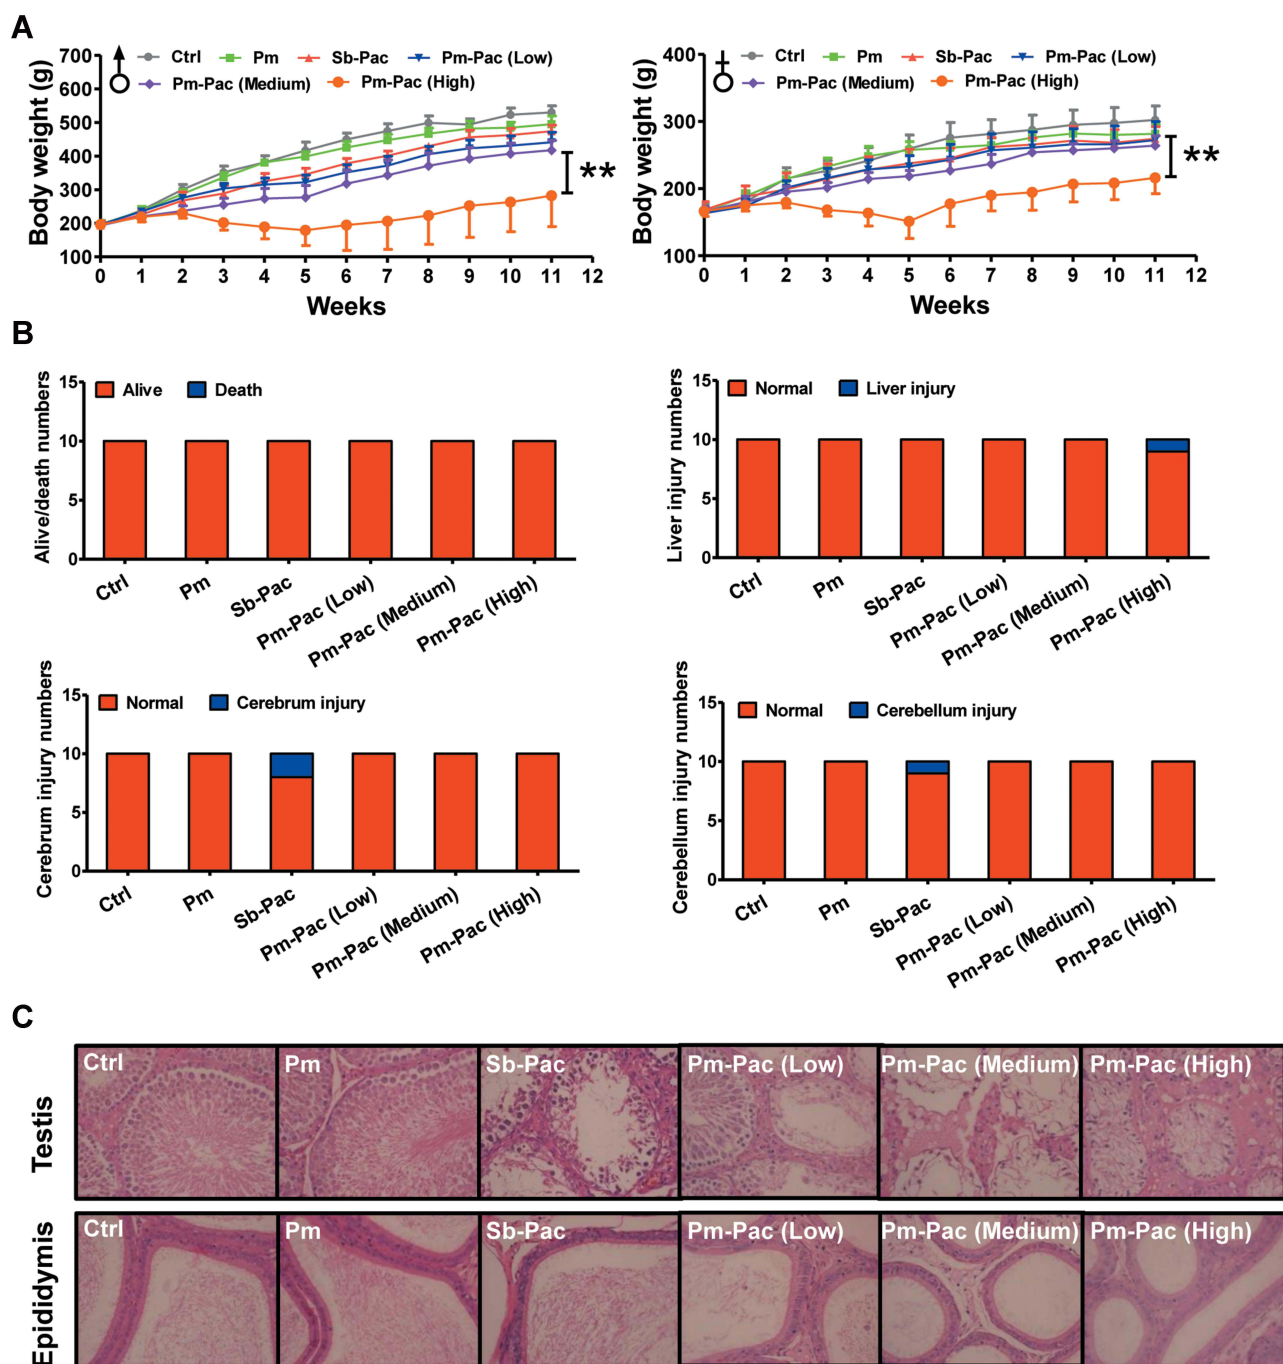 A
Body weight (g)
Ctrl Pm Sb-Pac Pm-Pac (Low)
Pm-Pac (Medium) Pm-Pac (High)
700
600
500
400
300
200
100
0 1 2 3 4 5 6 7 8 9 10 11 12
Weeks
**
Body weight (g)
Ctrl Pm Sb-Pac Pm-Pac (Low)
Pm-Pac (Medium) Pm-Pac (High)
400
300
200
100
0 1 2 3 4 5 6 7 8 9 10 11 12
Weeks
**
B
Alive/death numbers
Alive Death
15
10
5
0
Ctrl Pm Sb-Pac Pm-Pac (Low) Pm-Pac (Medium) Pm-Pac (High)
Liver injury numbers
Normal Liver injury
15
10
5
0
Ctrl Pm Sb-Pac Pm-Pac (Low) Pm-Pac (Medium) Pm-Pac (High)
Cerebrum injury numbers
Normal Cerebrum injury
15
10
5
0
Ctrl Pm Sb-Pac Pm-Pac (Low) Pm-Pac (Medium) Pm-Pac (High)
Cerebellum injury numbers
Normal Cerebellum injury
15
10
5
0
Ctrl Pm Sb-Pac Pm-Pac (Low) Pm-Pac (Medium) Pm-Pac (High)
C
Testis
Ctrl Pm Sb-Pac Pm-Pac (Low) Pm-Pac (Medium) Pm-Pac (High)
Epididymis
Ctrl Pm Sb-Pac Pm-Pac (Low) Pm-Pac (Medium) Pm-Pac (High)